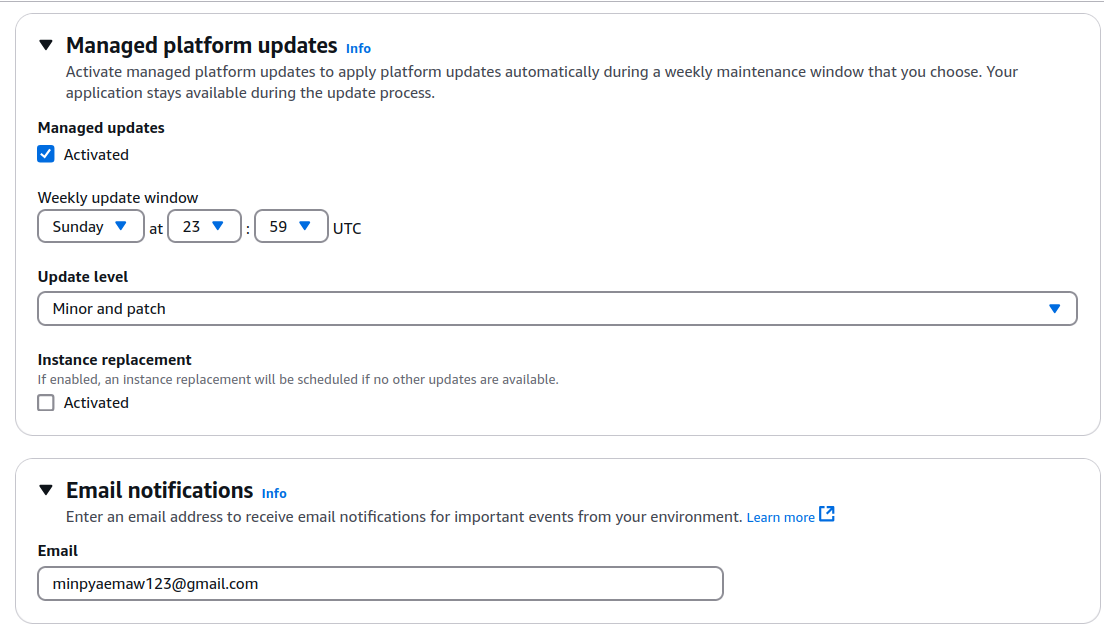 Managed platform updates Info
Activate managed platform updates to apply platform updates automatically during a weekly maintenance window that you choose. Your
application stays available during the update process.
Managed updates
Activated
Weekly update window
Sunday at 23 : 59 UTC
Update level
Minor and patch
Instance replacement
If enabled, an instance replacement will be scheduled if no other updates are available.
Activated
Email notifications Info
Enter an email address to receive email notifications for important events from your environment. Learn more
Email
minpyaemaw123@gmail.com